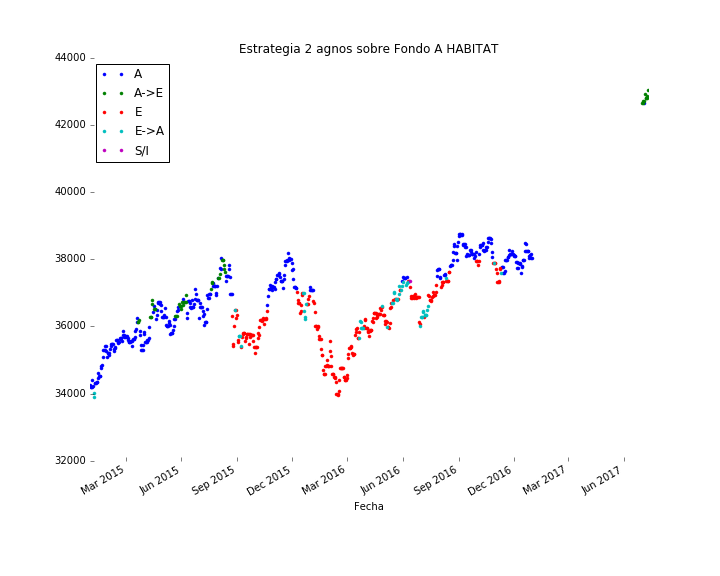 Estrategia 2 agnos sobre Fondo A HABITAT
44000
42000
40000
38000
36000
34000
32000
A
A->E
E
E->A
S/I
Mar 2015
Jun 2015
Sep 2015
Dec 2015
Mar 2016
Jun 2016
Sep 2016
Dec 2016
Mar 2017
Jun 2017
Fecha